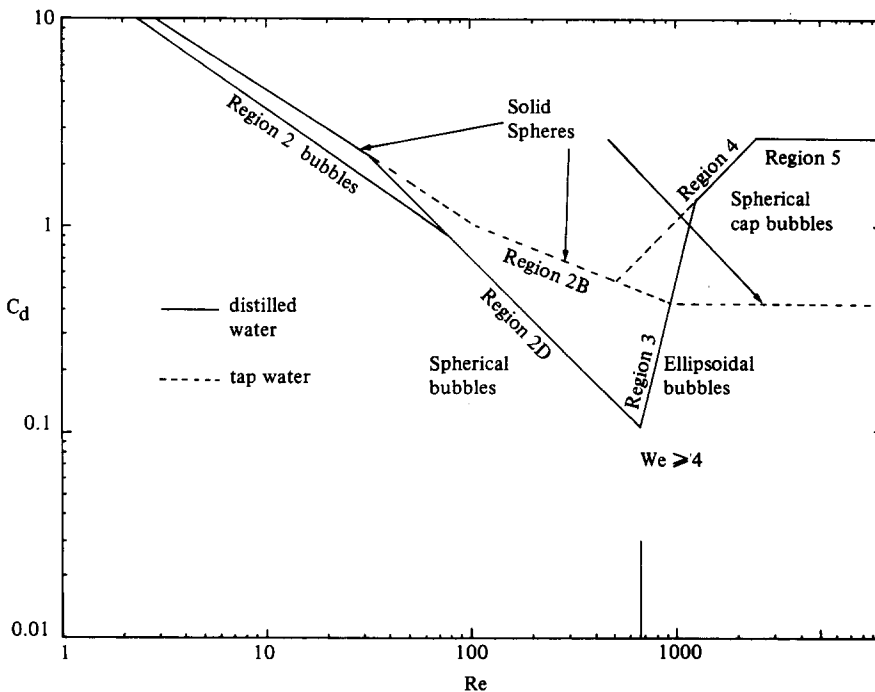 10
Solid
Spheres
Region 2 bubbles
Region 4
Region 5
Spherical
cap bubbles
1
Region 2B
Cd
distilled
water
Region 2D
Region 3
Ellipsoidal
bubbles
Spherical
bubbles
tap water
0.1
We ⩾ 4
0.01
1
10
100
1000
Re